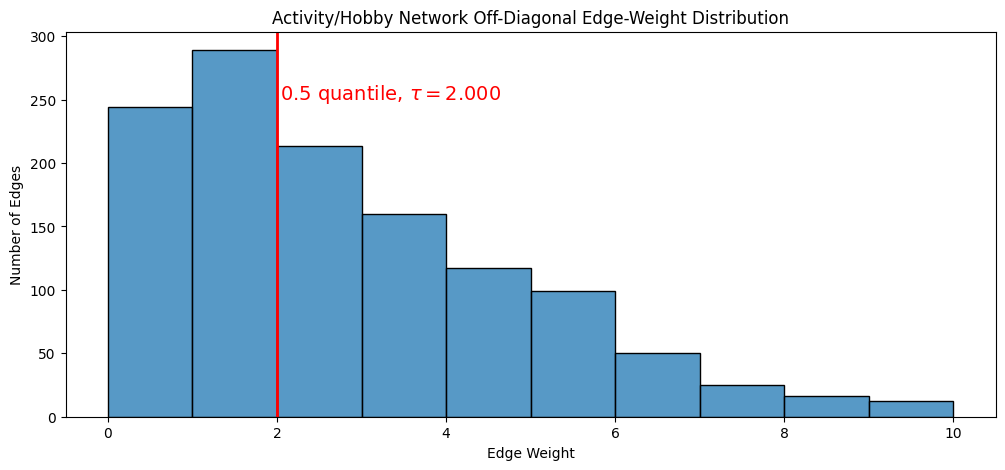 Activity/Hobby Network Off-Diagonal Edge-Weight Distribution
300
250
200
150
100
50
0
Number of Edges
0.5 quantile, τ = 2.000
0 2 4 6 8 10
Edge Weight